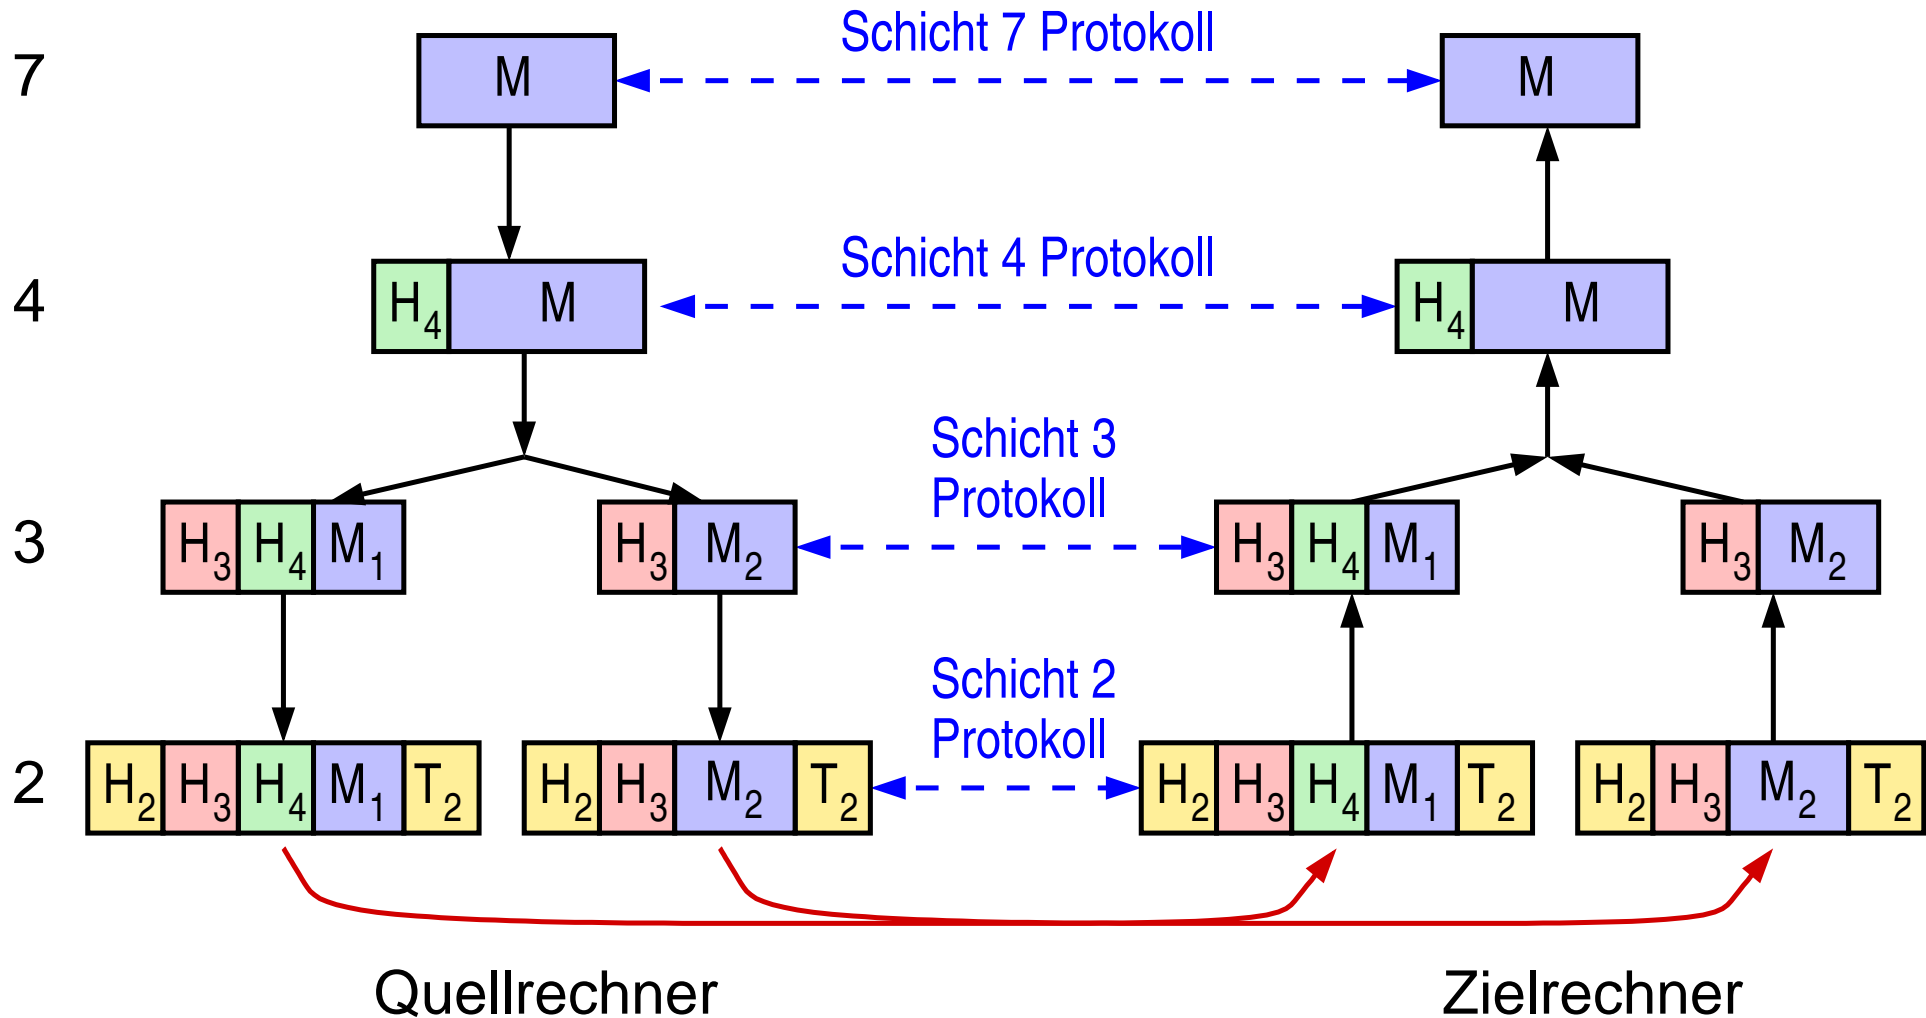 7 M Schicht 7 Protokoll M
4 H4 M Schicht 4 Protokoll H4 M
Schicht 3
Protokoll
3 H3 H4 M1 H3 M2 H3 H4 M1 H3 M2
Schicht 2
Protokoll
2 H2 H3 H4 M1 T2 H2 H3 M2 T2 H2 H3 H4 M1 T2 H2 H3 M2 T2
Quellrechner Zielrechner